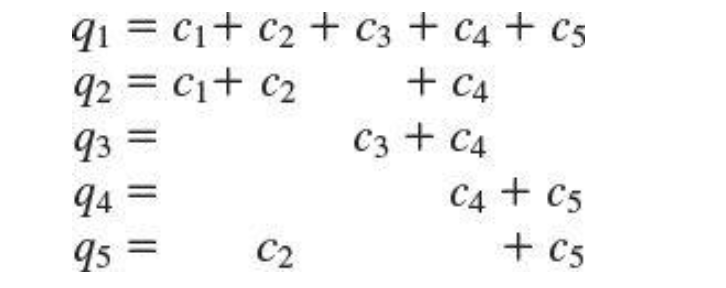 q₁ = c₁+ c₂ + c₃ + c₄ + c₅
q₂ = c₁+ c₂ + c₄
q₃ = c₃ + c₄
q₄ = c₄ + c₅
q₅ = c₂ + c₅